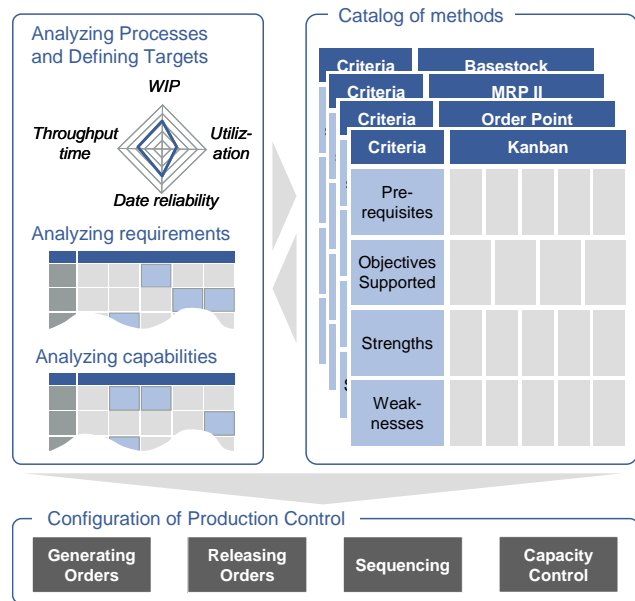 Analyzing Processes
and Defining Targets
WIP
Throughput
time
Utiliz-
ation
Date reliability
Analyzing requirements
Analyzing capabilities
Catalog of methods
Criteria
Basestock
Criteria
MRP II
Criteria
Order Point
Criteria
Kanban
Pre-
requisites
Objectives
Supported
Strengths
Weak-
nesses
Configuration of Production Control
Generating
Orders
Releasing
Orders
Sequencing
Capacity
Control